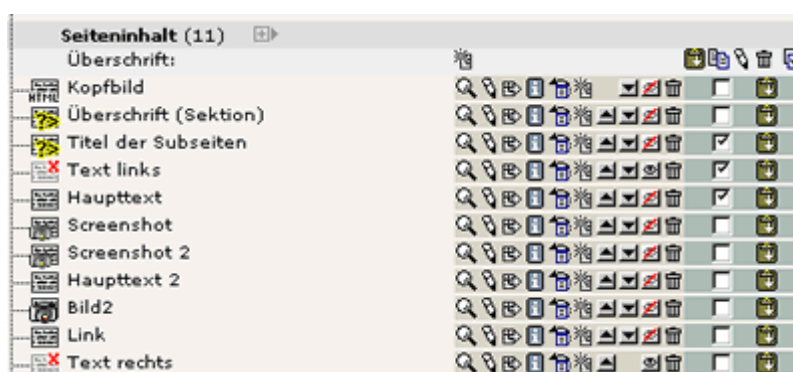 Seiteninhalt (11)
Überschrift:
HTML Kopfbild
Überschrift (Sektion)
Titel der Subseiten
Text links
Haupttext
Screenshot
Screenshot 2
Haupttext 2
Bild2
Link
Text rechts